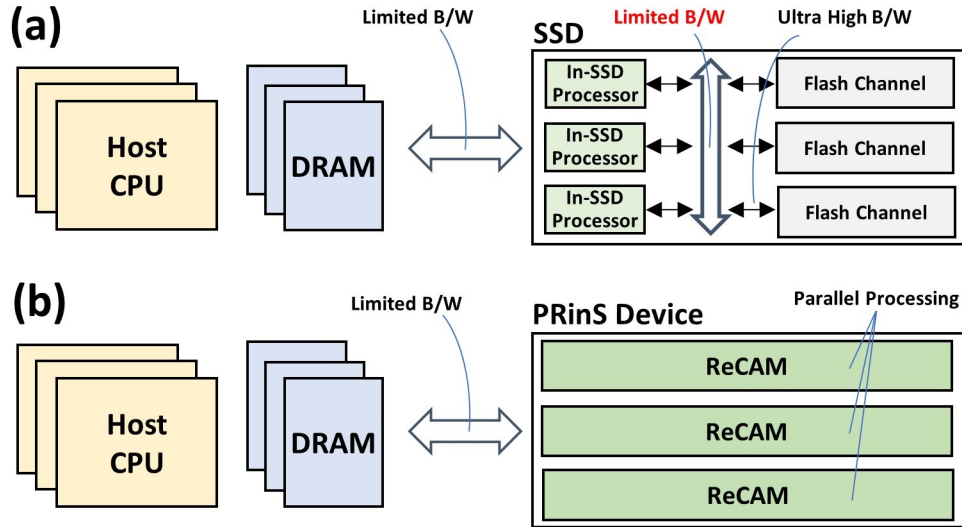 (a)
Limited B/W
Limited B/W
Ultra High B/W
SSD
Host
CPU
DRAM
In-SSD
Processor
Flash Channel
In-SSD
Processor
Flash Channel
In-SSD
Processor
Flash Channel
(b)
Limited B/W
Parallel Processing
PRinS Device
Host
CPU
DRAM
ReCAM
ReCAM
ReCAM